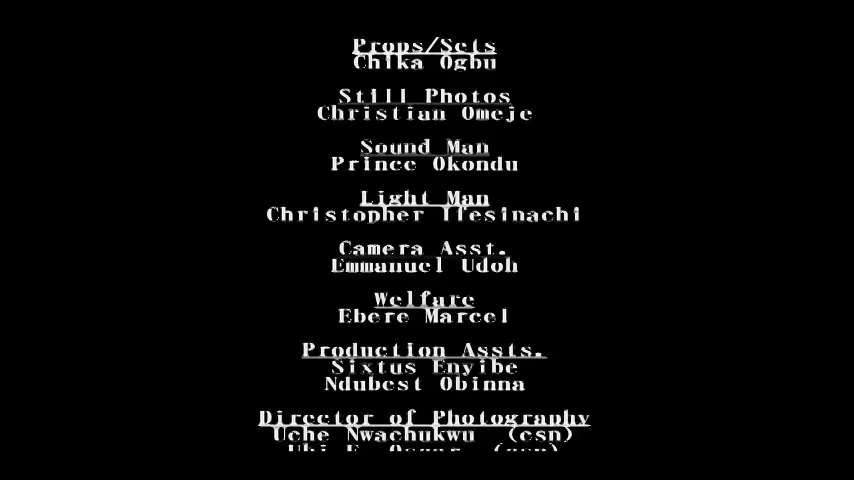 Props/Sets
Chika Ogbu
Still Photos
Christian Omeje
Sound Man
Prince Okondu
Light Man
Christopher Ifesinachi
Camera Asst.
Emmanuel Udoh
Welfare
Ebere Marcel
Production Assts.
Sixtus Enyibe
Ndubest Obinna
Director of Photography
Uche Nwachukwu (csn)